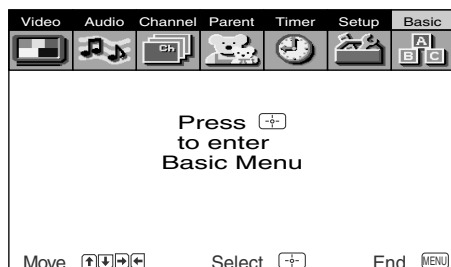 Video Audio Channel Parent Timer Setup Basic
Ch A B C
Press
to enter
Basic Menu
Move Select End MENU